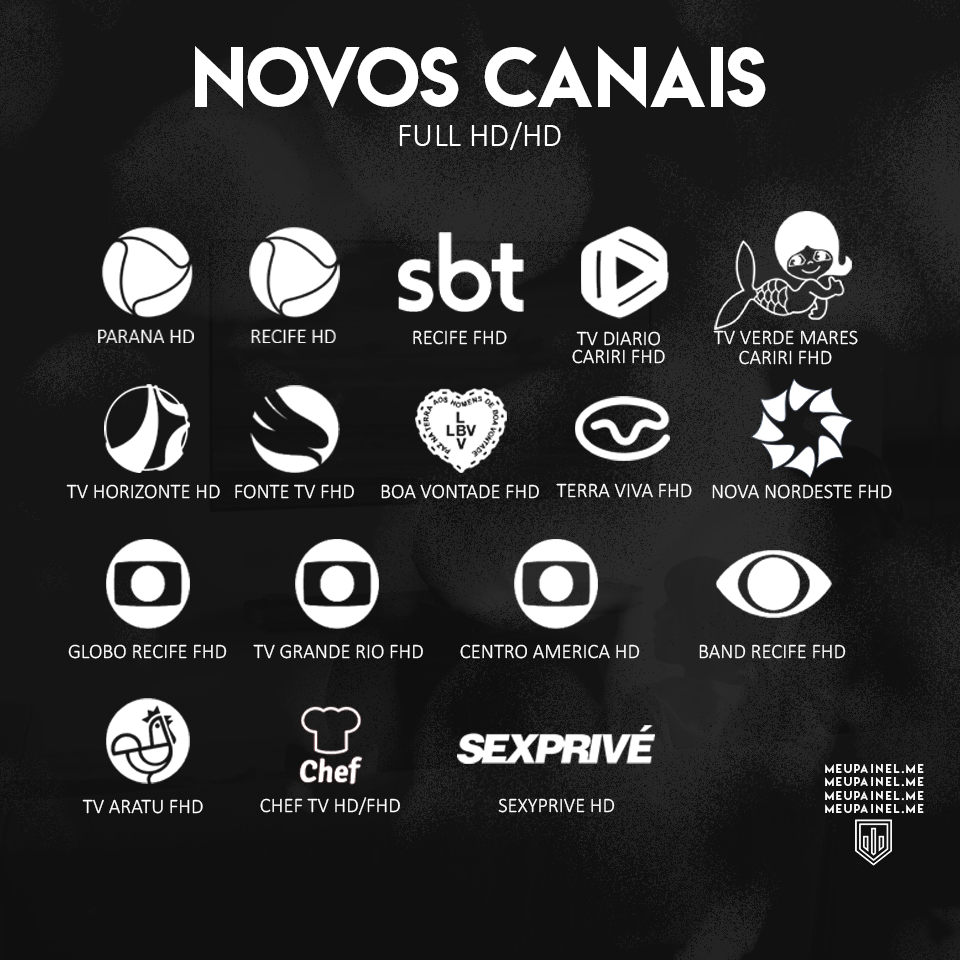 NOVOS CANAIS
FULL HD/HD
sbt
PARANA HD
RECIFE HD
RECIFE FHD
TV DIARIO
CARIRI FHD
TV VERDE MARES
CARIRI FHD
PAZ NA TERRA AOS HOMENS DE BOA VONTADE
L
LBV
V
TV HORIZONTE HD
FONTE TV FHD
BOA VONTADE FHD
TERRA VIVA FHD
NOVA NORDESTE FHD
GLOBO RECIFE FHD
TV GRANDE RIO FHD
CENTRO AMERICA HD
BAND RECIFE FHD
Chef
SEXPRIVÉ
TV ARATU FHD
CHEF TV HD/FHD
SEXYPRIVE HD
MEUPAINEL.ME
MEUPAINEL.ME
MEUPAINEL.ME
MEUPAINEL.ME